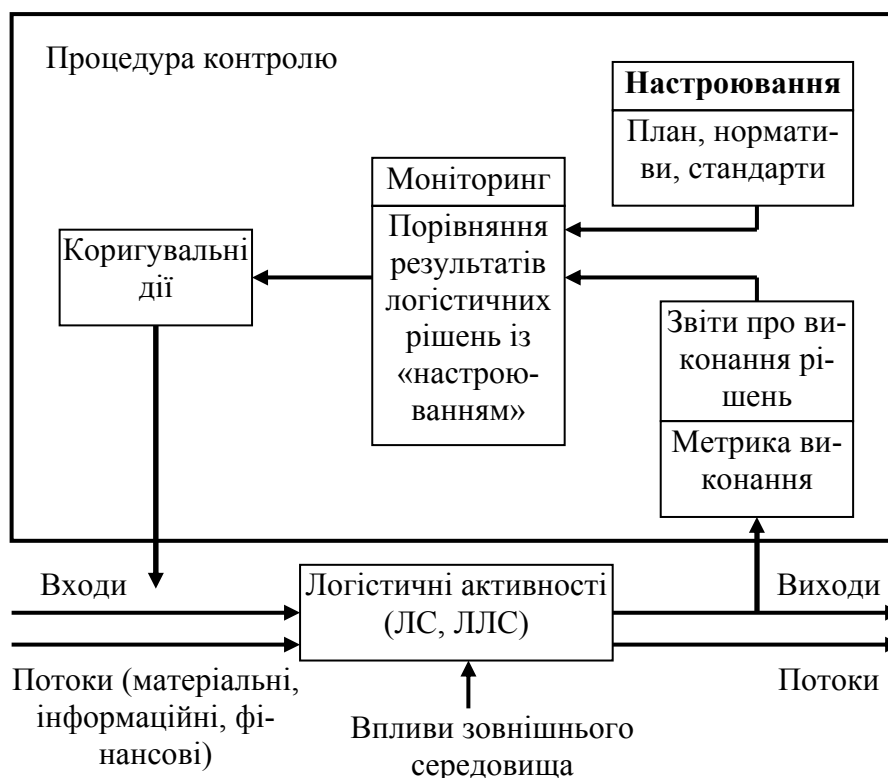 Процедура контролю
Настроювання
План, нормати-
ви, стандарти
Моніторинг
Порівняння
результатів
логістичних
рішень із
«настрою-
ванням»
Коригувальні
дії
Звіти про ви-
конання рі-
шень
Метрика ви-
конання
Входи
Логістичні активності
(ЛС, ЛЛС)
Виходи
Потоки (матеріальні,
інформаційні, фі-
нансові)
Потоки
Впливи зовнішнього
середовища